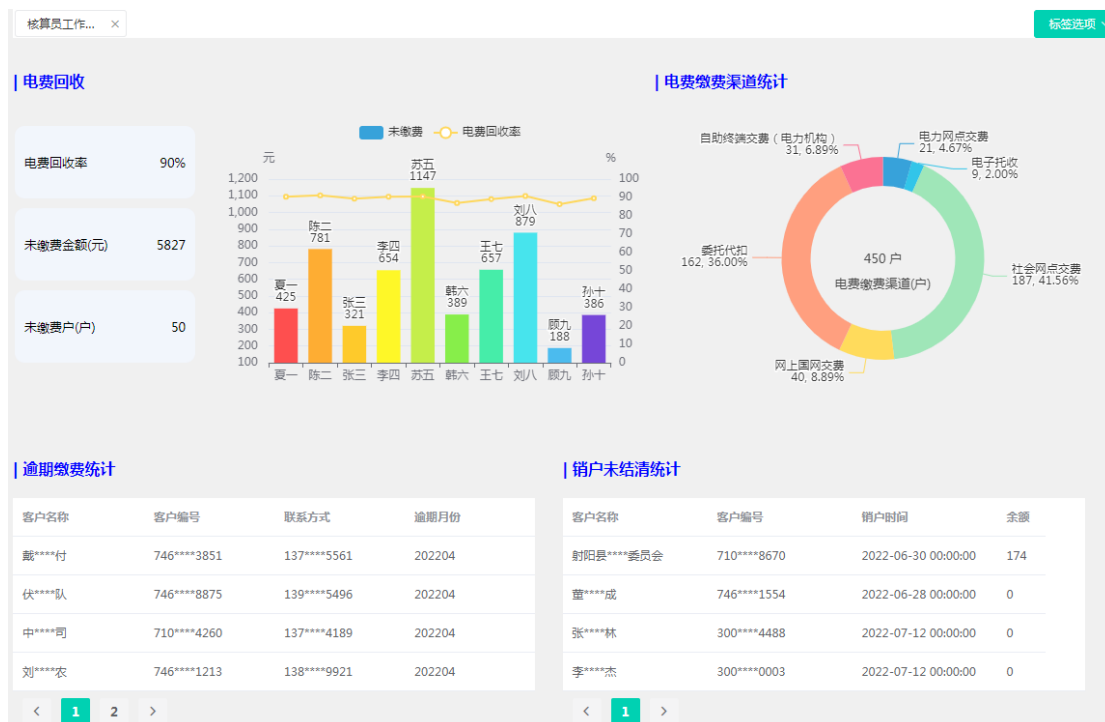 核算员工作... ×
标签选项
电费回收
电费回收率 90%
未缴费金额(元) 5827
未缴费户(户) 50
未缴费 电费回收率
元 %
1,200
1,100
1,000
900
800
700
600
500
400
300
200
100
夏一
425
陈二
781
张三
321
李四
654
苏五
1147
韩六
389
王七
657
刘八
879
顾九
188
孙十
386
100
90
80
70
60
50
40
30
20
10
0
夏一 陈二 张三 李四 苏五 韩六 王七 刘八 顾九 孙十
电费缴费渠道统计
自助终端交费（电力机构）
31, 6.89%
电力网点交费
21, 4.67%
电子托收
9, 2.00%
委托代扣
162, 36.00%
450 户
电费缴费渠道(户)
社会网点交费
187, 41.56%
网上国网交费
40, 8.89%
逾期缴费统计
客户名称 客户编号 联系方式 逾期月份
戴****付 746****3851 137****5561 202204
伏****队 746****8875 139****5496 202204
中****司 710****4260 137****4189 202204
刘****农 746****1213 138****9921 202204
< 1 2 >
销户未结清统计
客户名称 客户编号 销户时间 余额
射阳县****委员会 710****8670 2022-06-30 00:00:00 174
董****成 746****1554 2022-06-28 00:00:00 0
张****林 300****4488 2022-07-12 00:00:00 0
李****杰 300****0003 2022-07-12 00:00:00 0
< 1 >